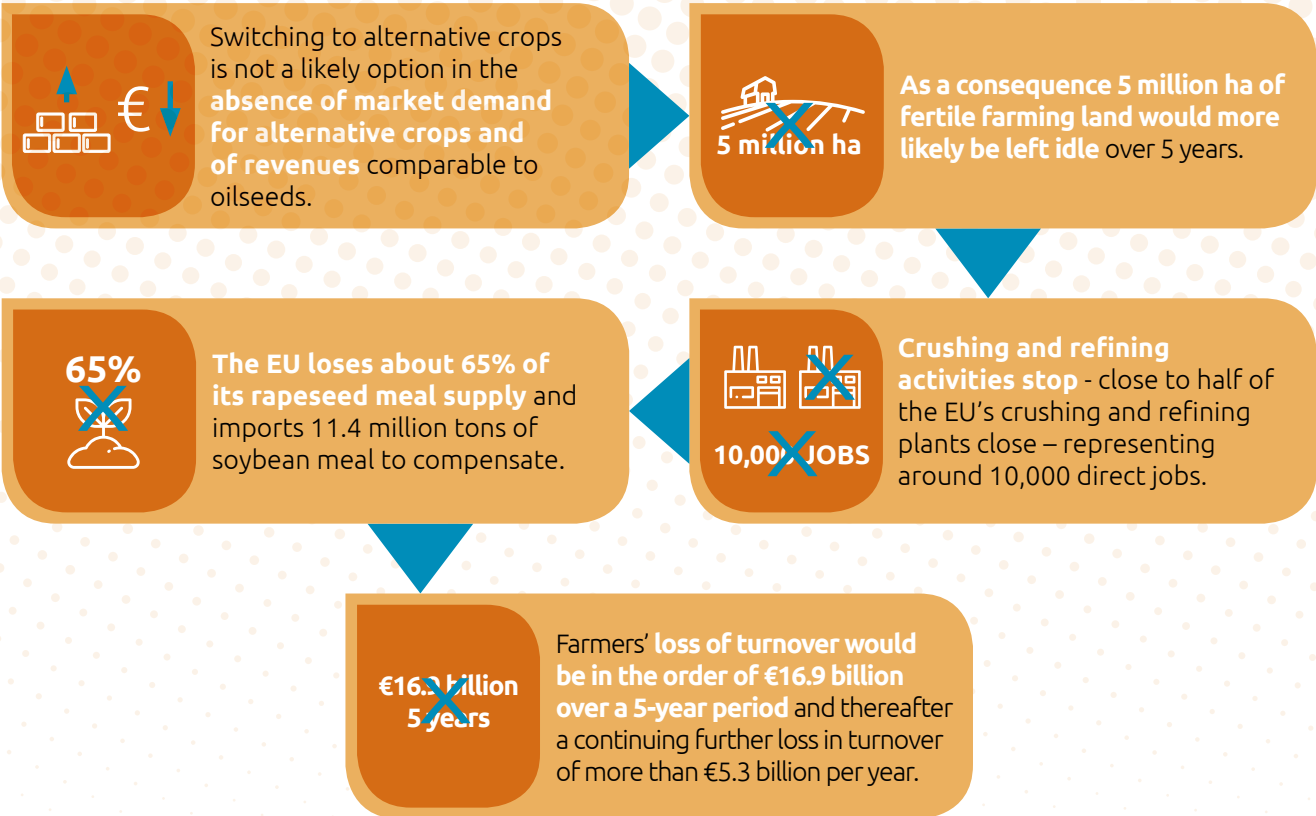 €
Switching to alternative crops
is not a likely option in the
absence of market demand
for alternative crops and
of revenues comparable to
oilseeds.
5 million ha
As a consequence 5 million ha of
fertile farming land would more
likely be left idle over 5 years.
10,000 JOBS
Crushing and refining
activities stop - close to half of
the EU’s crushing and refining
plants close – representing
around 10,000 direct jobs.
65%
The EU loses about 65% of
its rapeseed meal supply and
imports 11.4 million tons of
soybean meal to compensate.
€16.9 billion
5 years
Farmers’ loss of turnover would
be in the order of €16.9 billion
over a 5-year period and thereafter
a continuing further loss in turnover
of more than €5.3 billion per year.